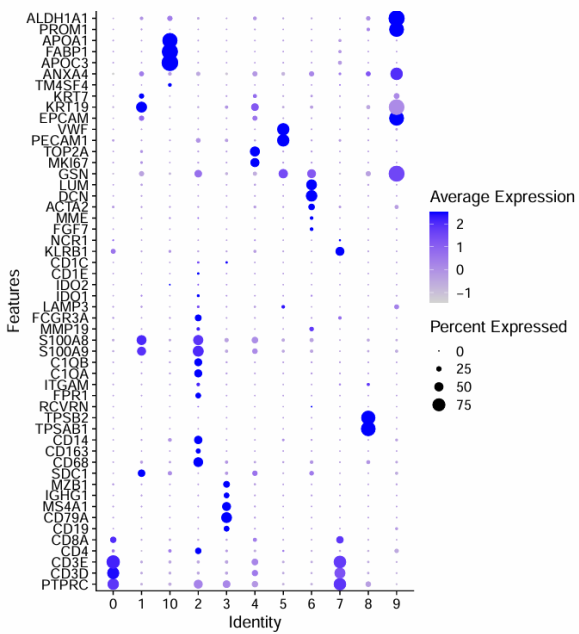 ALDH1A1
PROM1
APOA1
FABP1
APOC3
ANXA4
TM4SF4
KRT7
KRT19
EPCAM
VWF
PECAM1
TOP2A
MKI67
GSN
LUM
DCN
ACTA2
MME
FGF7
NCR1
KLRB1
CD1C
CD1E
IDO2
IDO1
LAMP3
FCGR3A
MMP19
S100A8
S100A9
C1QB
C1QA
ITGAM
FPR1
RCVRN
TPSB2
TPSAB1
CD14
CD163
CD68
SDC1
MZB1
IGHG1
MS4A1
CD79A
CD19
CD8A
CD4
CD3E
CD3D
PTPRC
Features
0 1 10 2 3 4 5 6 7 8 9
Identity
Average Expression
2
1
0
−1
Percent Expressed
0
25
50
75